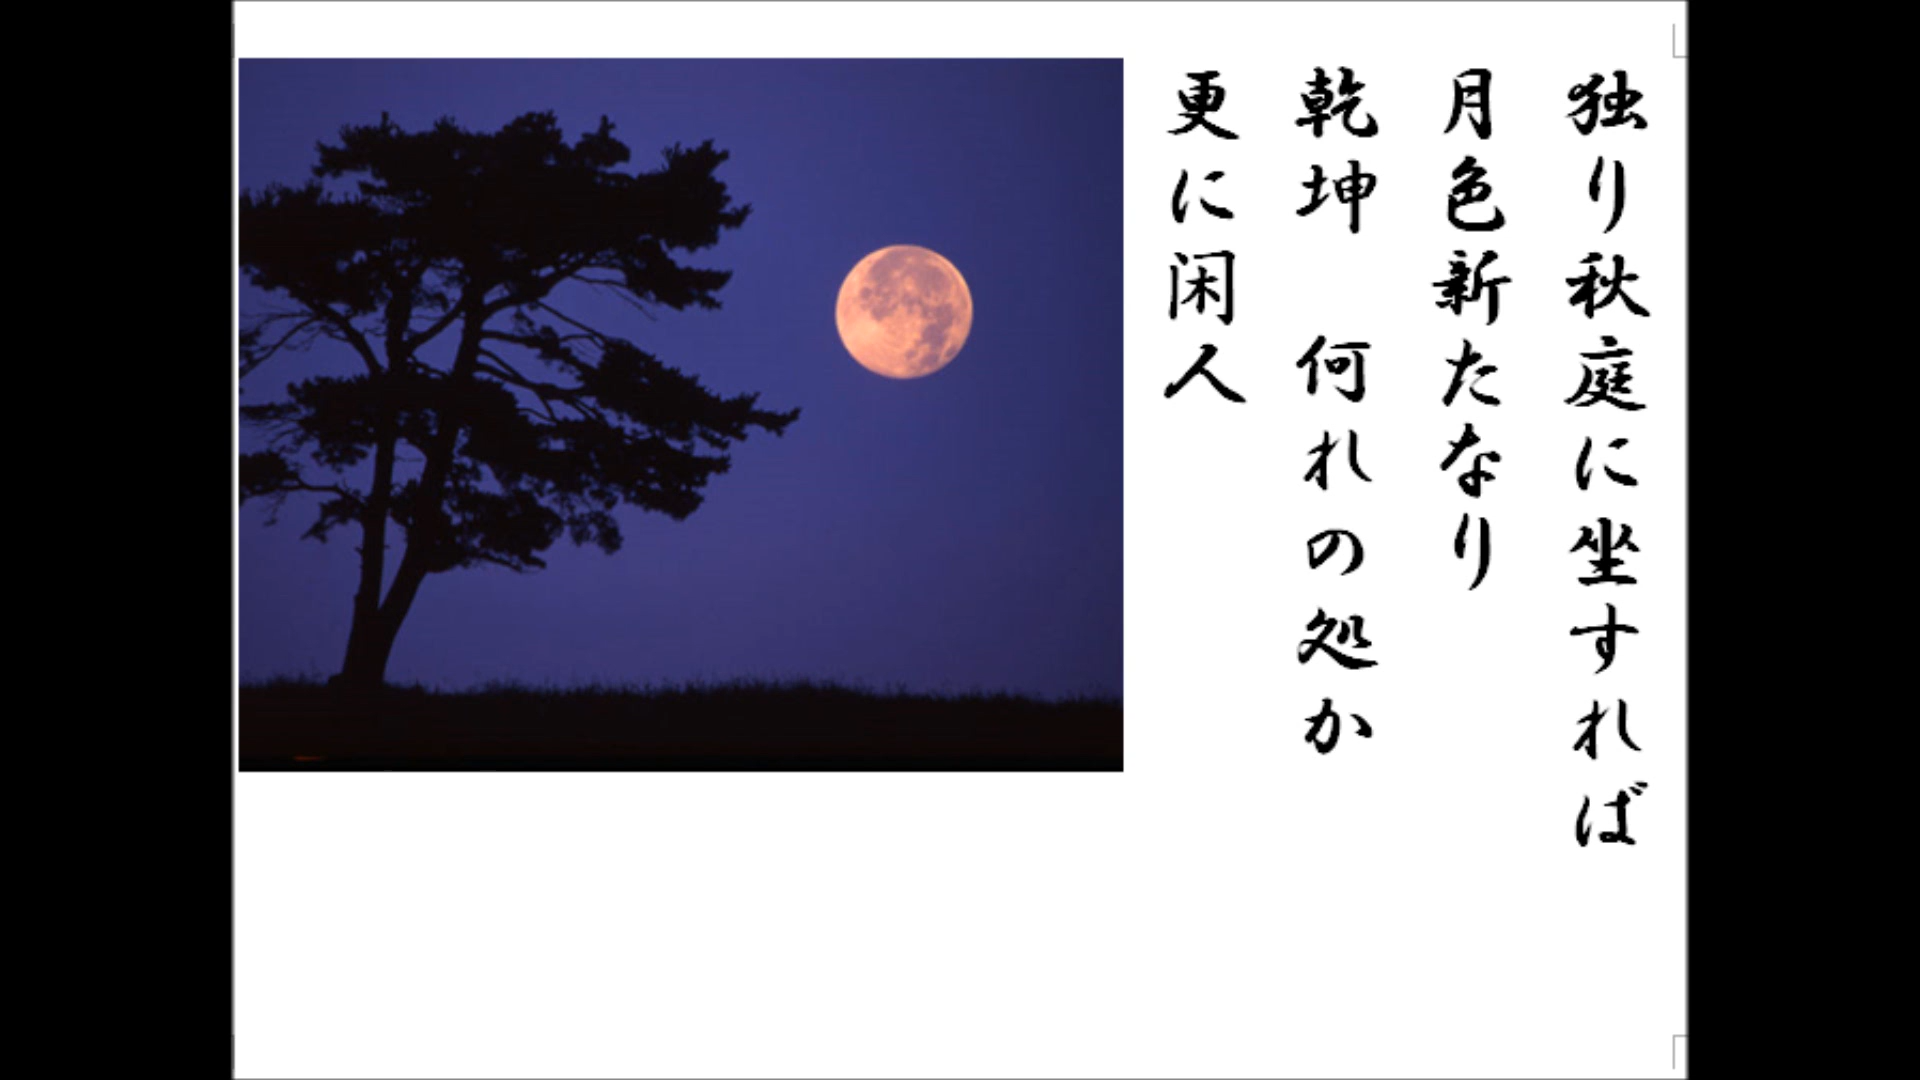 独り秋庭に坐すれば
月色新たなり
乾坤　何れの処か
更に閑人